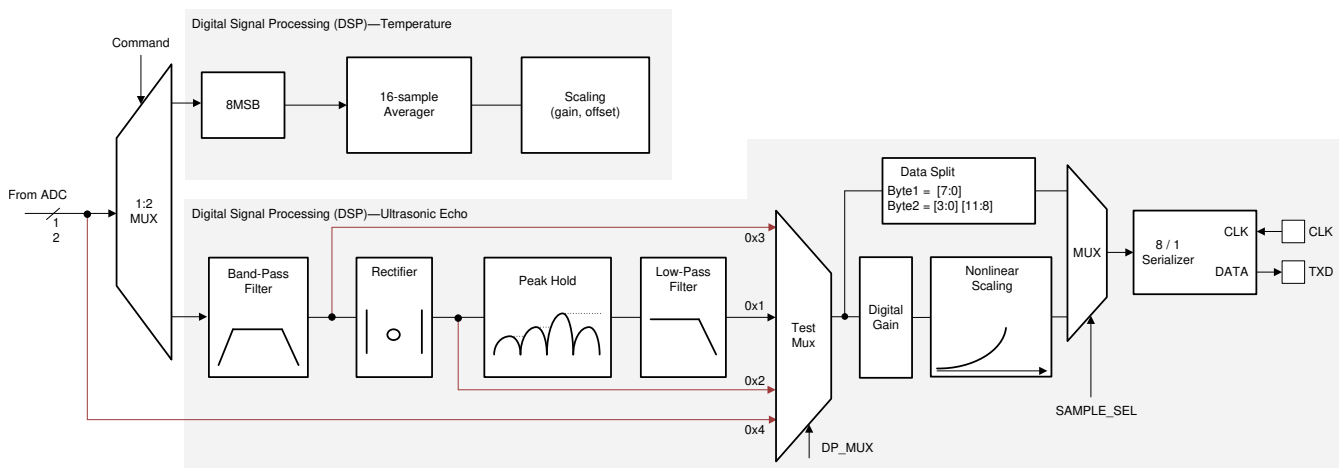 Digital Signal Processing (DSP)—Temperature
Command
8MSB
16-sample
Averager
Scaling
(gain, offset)
From ADC
1
2
1:2
MUX
Digital Signal Processing (DSP)—Ultrasonic Echo
Band-Pass
Filter
Rectifier
Peak Hold
Low-Pass
Filter
0x3
0x1
0x2
0x4
Test
Mux
DP_MUX
Data Split
Byte1 = [7:0]
Byte2 = [3:0] [11:8]
Digital
Gain
Nonlinear
Scaling
MUX
SAMPLE_SEL
8 / 1
Serializer
CLK
DATA
CLK
TXD